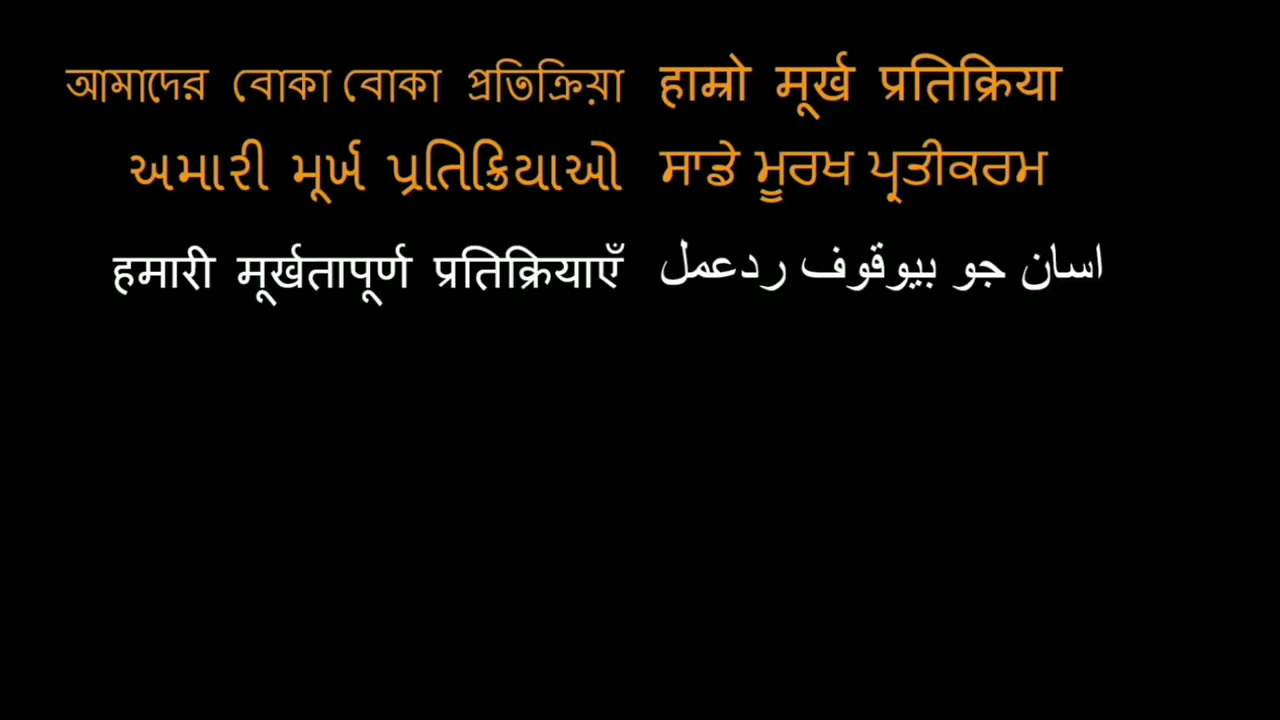 আমাদের বোকা বোকা প্রতিক্রিয়া हाम्रो मूर्ख प्रतिक्रिया
અમારી મૂર્ખ પ્રતિક્રિયાઓ ਸਾਡੇ ਮੂਰਖ ਪ੍ਰਤੀਕਰਮ
हमारी मूर्खतापूर्ण प्रतिक्रियाएँ اسان جو بيوقوف ردعمل